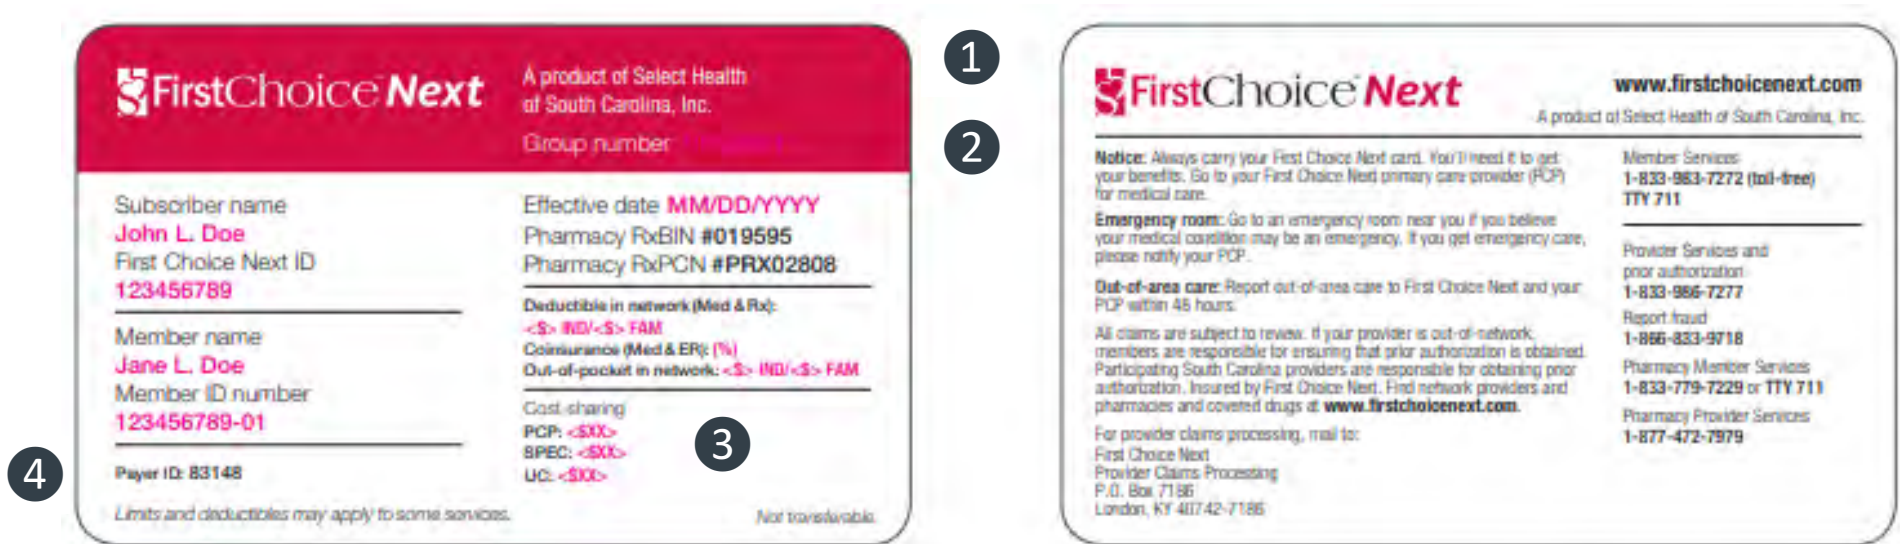 FirstChoice Next
A product of Select Health
of South Carolina, Inc.
Group number
Subscriber name
John L. Doe
First Choice Next ID
123456789
Member name
Jane L. Doe
Member ID number
123456789-01
Payer ID: 83148
Effective date MM/DD/YYYY
Pharmacy RxBIN #019595
Pharmacy RxPCN #PRX02808
Deductible in network (Med & Rx):
<$> IND/<$> FAM
Coinsurance (Med & ER): (%)
Out-of-pocket in network: <$> IND/<$> FAM
Cost-sharing
PCP: <$XX>
SPEC: <$XX>
UC: <$XX>
Limits and deductibles may apply to some services.
Not transferable.
1
2
3
4
FirstChoice Next
www.firstchoicenext.com
A product of Select Health of South Carolina, Inc.
Notice: Always carry your First Choice Next card. You'll need it to get
your benefits. Go to your First Choice Next primary care provider (PCP)
for medical care.
Emergency room: Go to an emergency room near you if you believe
your medical condition may be an emergency. If you get emergency care,
please notify your PCP.
Out-of-area care: Report out-of-area care to First Choice Next and your
PCP within 48 hours.
All claims are subject to review. If your provider is out-of-network,
members are responsible for ensuring that prior authorization is obtained.
Participating South Carolina providers are responsible for obtaining prior
authorization. Insured by First Choice Next. Find network providers and
pharmacies and covered drugs at www.firstchoicenext.com.
For provider claims processing, mail to:
First Choice Next
Provider Claims Processing
P.O. Box 7186
London, KY 40742-7186
Member Services
1-833-983-7272 (toll-free)
TTY 711
Provider Services and
prior authorization
1-833-986-7277
Report fraud
1-866-833-9718
Pharmacy Member Services
1-833-779-7229 or TTY 711
Pharmacy Provider Services
1-877-472-7979